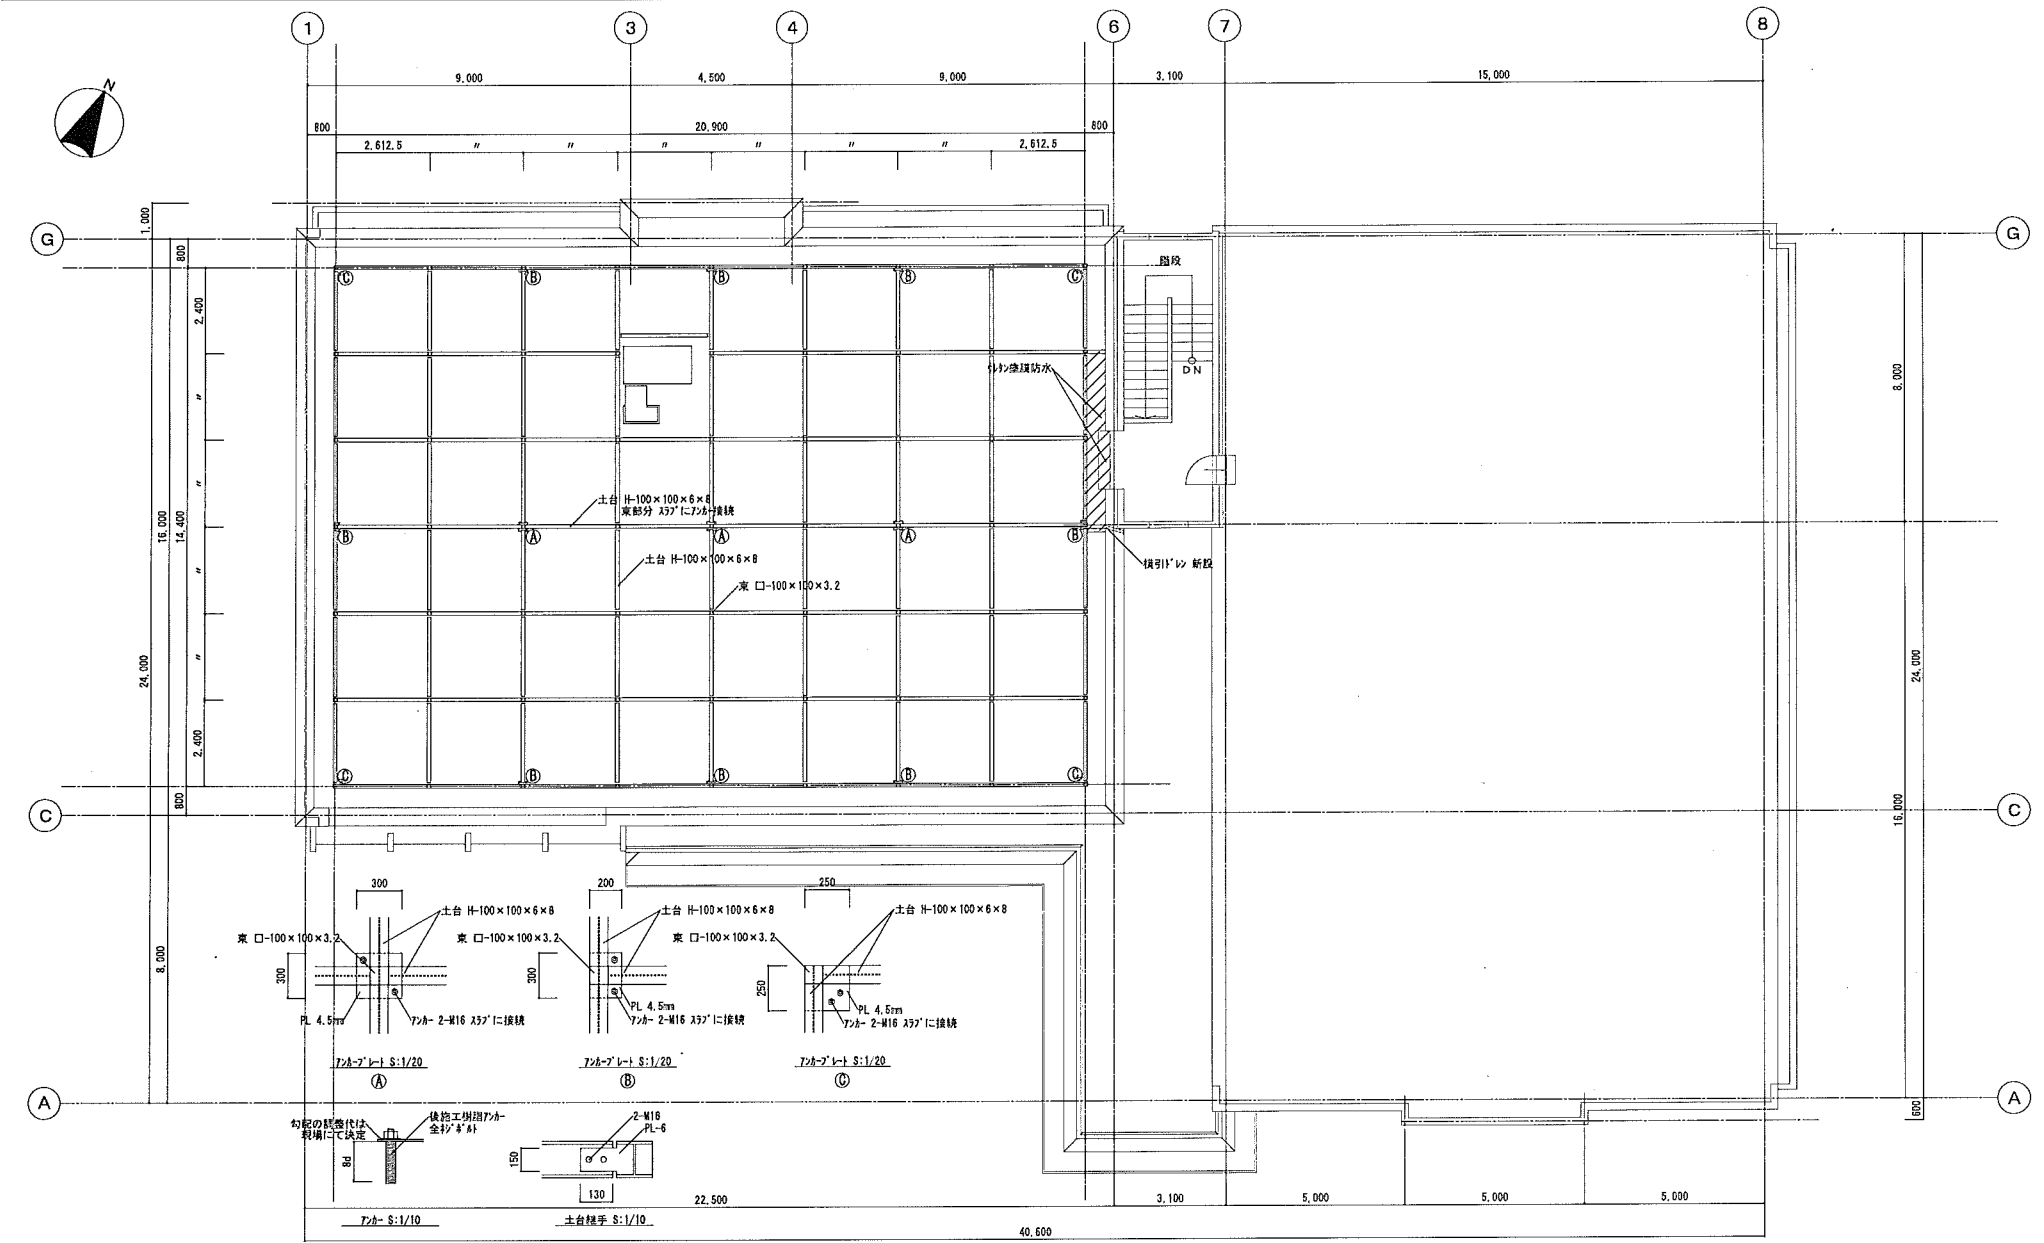 1
3
4
6
7
8
N
9,000
4,500
9,000
3,100
15,000
800
20,900
800
2,612.5
〃
〃
〃
〃
〃
〃
2,612.5
1,000
G
G
800
階段
C
B
B
B
C
2,400
8,000
ウレタン塗膜防水
DN
〃
〃
土台 H-100×100×6×8
束部分 スラブにアンカー接続
16,000
14,400
B
A
A
A
B
横引ドレン 新設
〃
土台 H-100×100×6×8
束 □-100×100×3.2
〃
24,000
24,000
2,400
C
B
B
B
C
800
C
16,000
C
300
200
250
土台 H-100×100×6×8
土台 H-100×100×6×8
土台 H-100×100×6×8
束 □-100×100×3.2
束 □-100×100×3.2
束 □-100×100×3.2
8,000
300
300
250
PL 4.5mm
アンカー 2-M16 スラブに接続
PL 4.5mm
アンカー 2-M16 スラブに接続
PL 4.5mm
アンカー 2-M16 スラブに接続
アンカープレート S:1/20
アンカープレート S:1/20
アンカープレート S:1/20
A
B
C
A
A
600
勾配の調整代は
現場にて決定
後施工樹脂アンカー
全ネジボルト
2-M16
PL-6
8d
150
130
22,500
3,100
5,000
5,000
5,000
アンカー S:1/10
土台継手 S:1/10
40,600